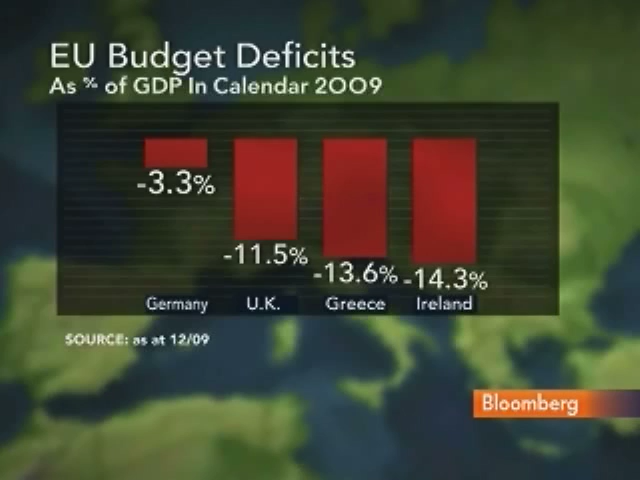 EU Budget Deficits
As % of GDP In Calendar 2009
-3.3%
-11.5%
-13.6%
-14.3%
Germany
U.K.
Greece
Ireland
SOURCE: as at 12/09
Bloomberg